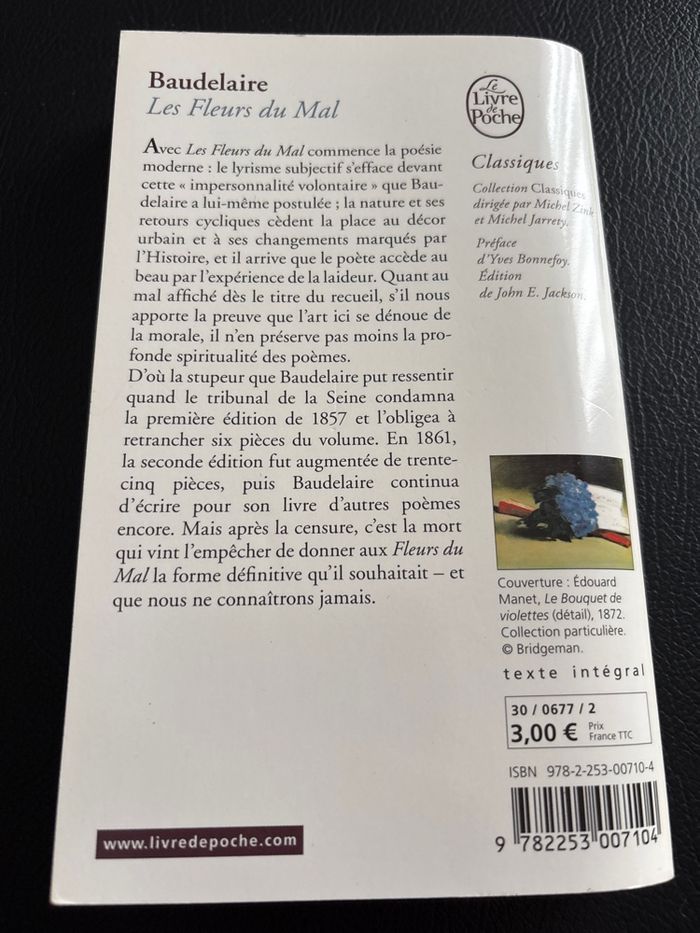 Baudelaire
Les Fleurs du Mal
Avec Les Fleurs du Mal commence la poésie
moderne : le lyrisme subjectif s'efface devant
cette « impersonnalité volontaire » que Bau-
delaire a lui-même postulée ; la nature et ses
retours cycliques cèdent la place au décor
urbain et à ses changements marqués par
l'Histoire, et il arrive que le poète accède au
beau par l'expérience de la laideur. Quant au
mal affiché dès le titre du recueil, s'il nous
apporte la preuve que l'art ici se dénoue de
la morale, il n'en préserve pas moins la pro-
fonde spiritualité des poèmes.
D'où la stupeur que Baudelaire put ressentir
quand le tribunal de la Seine condamna
la première édition de 1857 et l'obligea à
retrancher six pièces du volume. En 1861,
la seconde édition fut augmentée de trente-
cinq pièces, puis Baudelaire continua
d'écrire pour son livre d'autres poèmes
encore. Mais après la censure, c'est la mort
qui vint l'empêcher de donner aux Fleurs du
Mal la forme définitive qu'il souhaitait – et
que nous ne connaîtrons jamais.
www.livredepoche.com
Le
Livre
de
Poche
Classiques
Collection Classiques
dirigée par Michel Zink
et Michel Jarrety.
Préface
d'Yves Bonnefoy.
Édition
de John E. Jackson.
Couverture : Édouard
Manet, Le Bouquet de
violettes (détail), 1872.
Collection particulière.
© Bridgeman.
texte intégral
30 / 0677 / 2
3,00 € Prix
France TTC
ISBN 978-2-253-00710-4
9 782253 007104